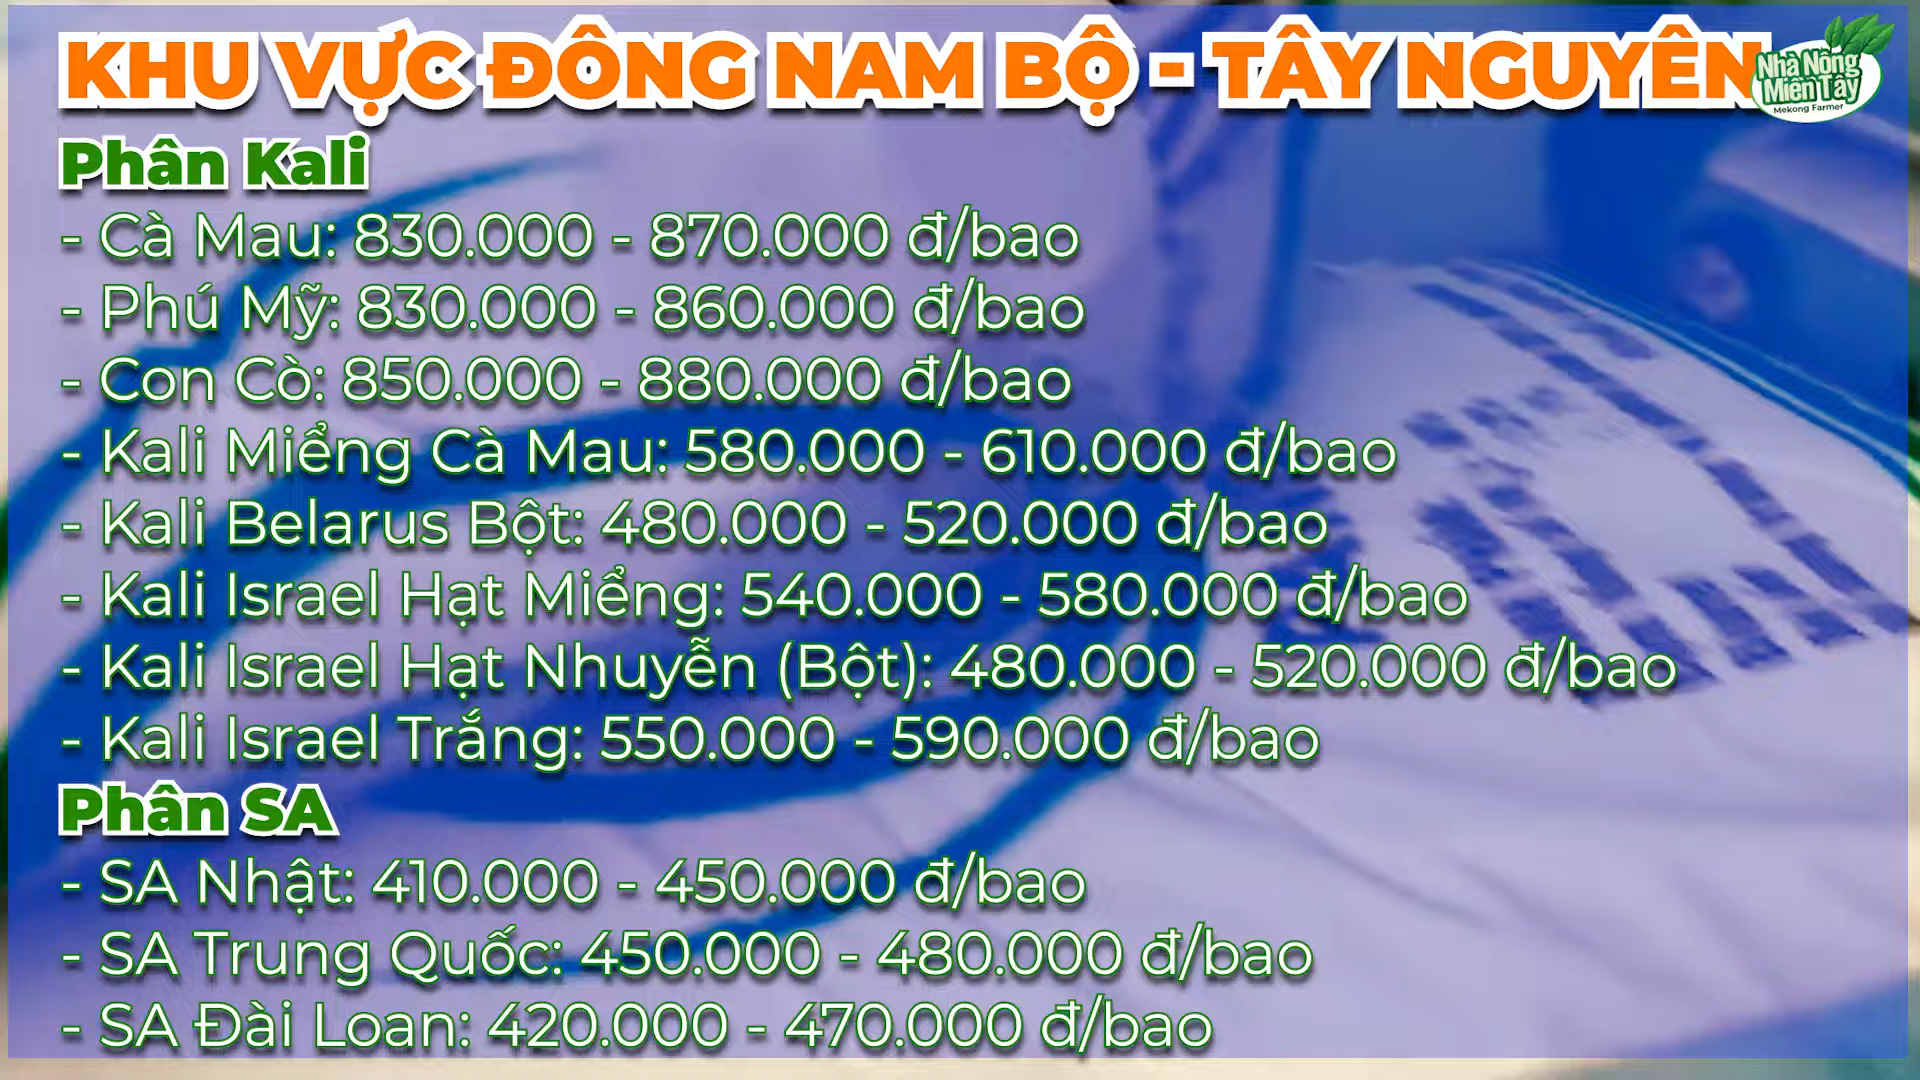 KHU VỰC ĐÔNG NAM BỘ - TÂY NGUYÊN
Nhà Nông
Miền Tây
Mekong Farmer
Phân Kali
- Cà Mau: 830.000 - 870.000 đ/bao
- Phú Mỹ: 830.000 - 860.000 đ/bao
- Con Cò: 850.000 - 880.000 đ/bao
- Kali Miểng Cà Mau: 580.000 - 610.000 đ/bao
- Kali Belarus Bột: 480.000 - 520.000 đ/bao
- Kali Israel Hạt Miểng: 540.000 - 580.000 đ/bao
- Kali Israel Hạt Nhuyễn (Bột): 480.000 - 520.000 đ/bao
- Kali Israel Trắng: 550.000 - 590.000 đ/bao
Phân SA
- SA Nhật: 410.000 - 450.000 đ/bao
- SA Trung Quốc: 450.000 - 480.000 đ/bao
- SA Đài Loan: 420.000 - 470.000 đ/bao